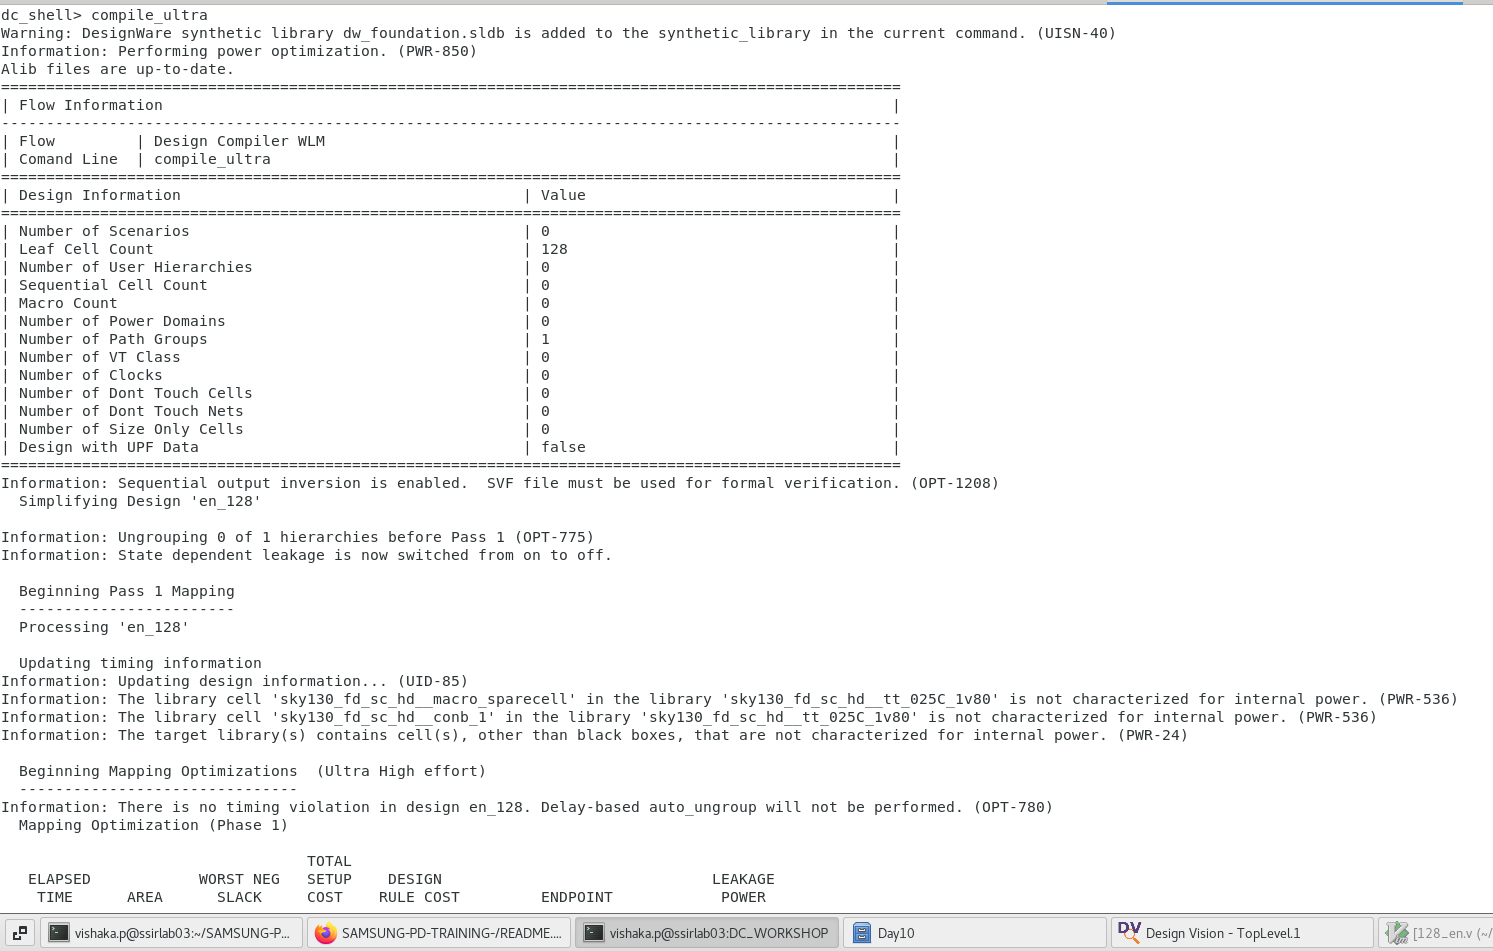 dc_shell> compile_ultra
Warning: DesignWare synthetic library dw_foundation.sldb is added to the synthetic_library in the current command. (UISN-40)
Information: Performing power optimization. (PWR-850)
Alib files are up-to-date.
====================================================================================================
| Flow Information                                                                                 |
----------------------------------------------------------------------------------------------------
| Flow         | Design Compiler WLM                                                               |
| Comand Line  | compile_ultra                                                                     |
====================================================================================================
| Design Information                                      | Value                                  |
====================================================================================================
| Number of Scenarios                                     | 0                                      |
| Leaf Cell Count                                         | 128                                    |
| Number of User Hierarchies                              | 0                                      |
| Sequential Cell Count                                   | 0                                      |
| Macro Count                                             | 0                                      |
| Number of Power Domains                                 | 0                                      |
| Number of Path Groups                                   | 1                                      |
| Number of VT Class                                      | 0                                      |
| Number of Clocks                                        | 0                                      |
| Number of Dont Touch Cells                              | 0                                      |
| Number of Dont Touch Nets                               | 0                                      |
| Number of Size Only Cells                               | 0                                      |
| Design with UPF Data                                    | false                                  |
====================================================================================================
Information: Sequential output inversion is enabled.  SVF file must be used for formal verification. (OPT-1208)
  Simplifying Design 'en_128'
Information: Ungrouping 0 of 1 hierarchies before Pass 1 (OPT-775)
Information: State dependent leakage is now switched from on to off.
  Beginning Pass 1 Mapping
  ------------------------
  Processing 'en_128'
  Updating timing information
Information: Updating design information... (UID-85)
Information: The library cell 'sky130_fd_sc_hd__macro_sparecell' in the library 'sky130_fd_sc_hd__tt_025C_1v80' is not characterized for internal power. (PWR-536)
Information: The library cell 'sky130_fd_sc_hd__conb_1' in the library 'sky130_fd_sc_hd__tt_025C_1v80' is not characterized for internal power. (PWR-536)
Information: The target library(s) contains cell(s), other than black boxes, that are not characterized for internal power. (PWR-24)
  Beginning Mapping Optimizations  (Ultra High effort)
  -------------------------------
Information: There is no timing violation in design en_128. Delay-based auto_ungroup will not be performed. (OPT-780)
  Mapping Optimization (Phase 1)
                                  TOTAL
   ELAPSED            WORST NEG   SETUP    DESIGN                              LEAKAGE
    TIME      AREA      SLACK     COST    RULE COST         ENDPOINT            POWER
vishaka.p@ssirlab03:~/SAMSUNG-P... SAMSUNG-PD-TRAINING-/README.... vishaka.p@ssirlab03:DC_WORKSHOP Day10 Design Vision - TopLevel.1 [128_en.v (~/